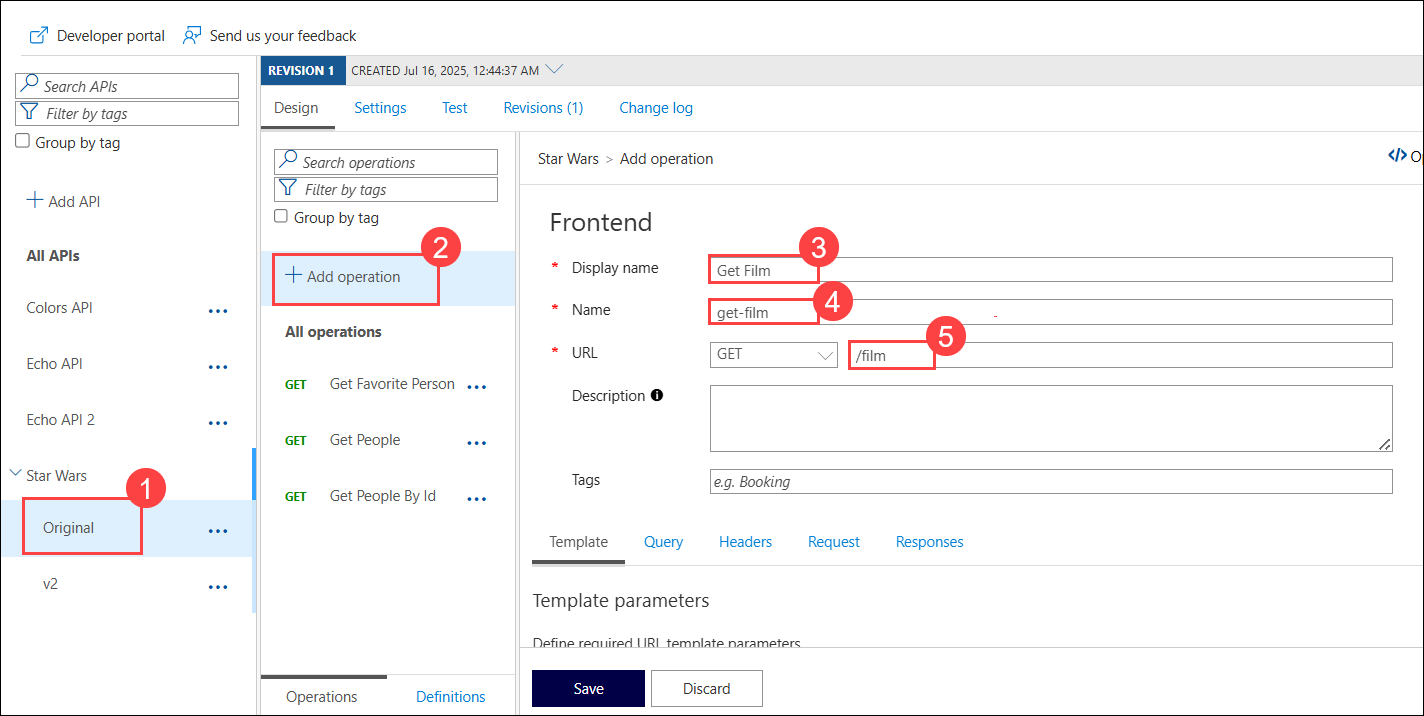 Developer portal Send us your feedback
Search APIs
Filter by tags
Group by tag
Add API
All APIs
Colors API
Echo API
Echo API 2
Star Wars
1
Original
v2
REVISION 1 CREATED Jul 16, 2025, 12:44:37 AM
Design Settings Test Revisions (1) Change log
Search operations
Filter by tags
Group by tag
2
Add operation
All operations
GET Get Favorite Person
GET Get People
GET Get People By Id
Operations Definitions
Star Wars > Add operation
Frontend
3
* Display name Get Film
4
* Name get-film
5
* URL GET /film
Description
Tags e.g. Booking
Template Query Headers Request Responses
Template parameters
Define required URL template parameters
Save Discard